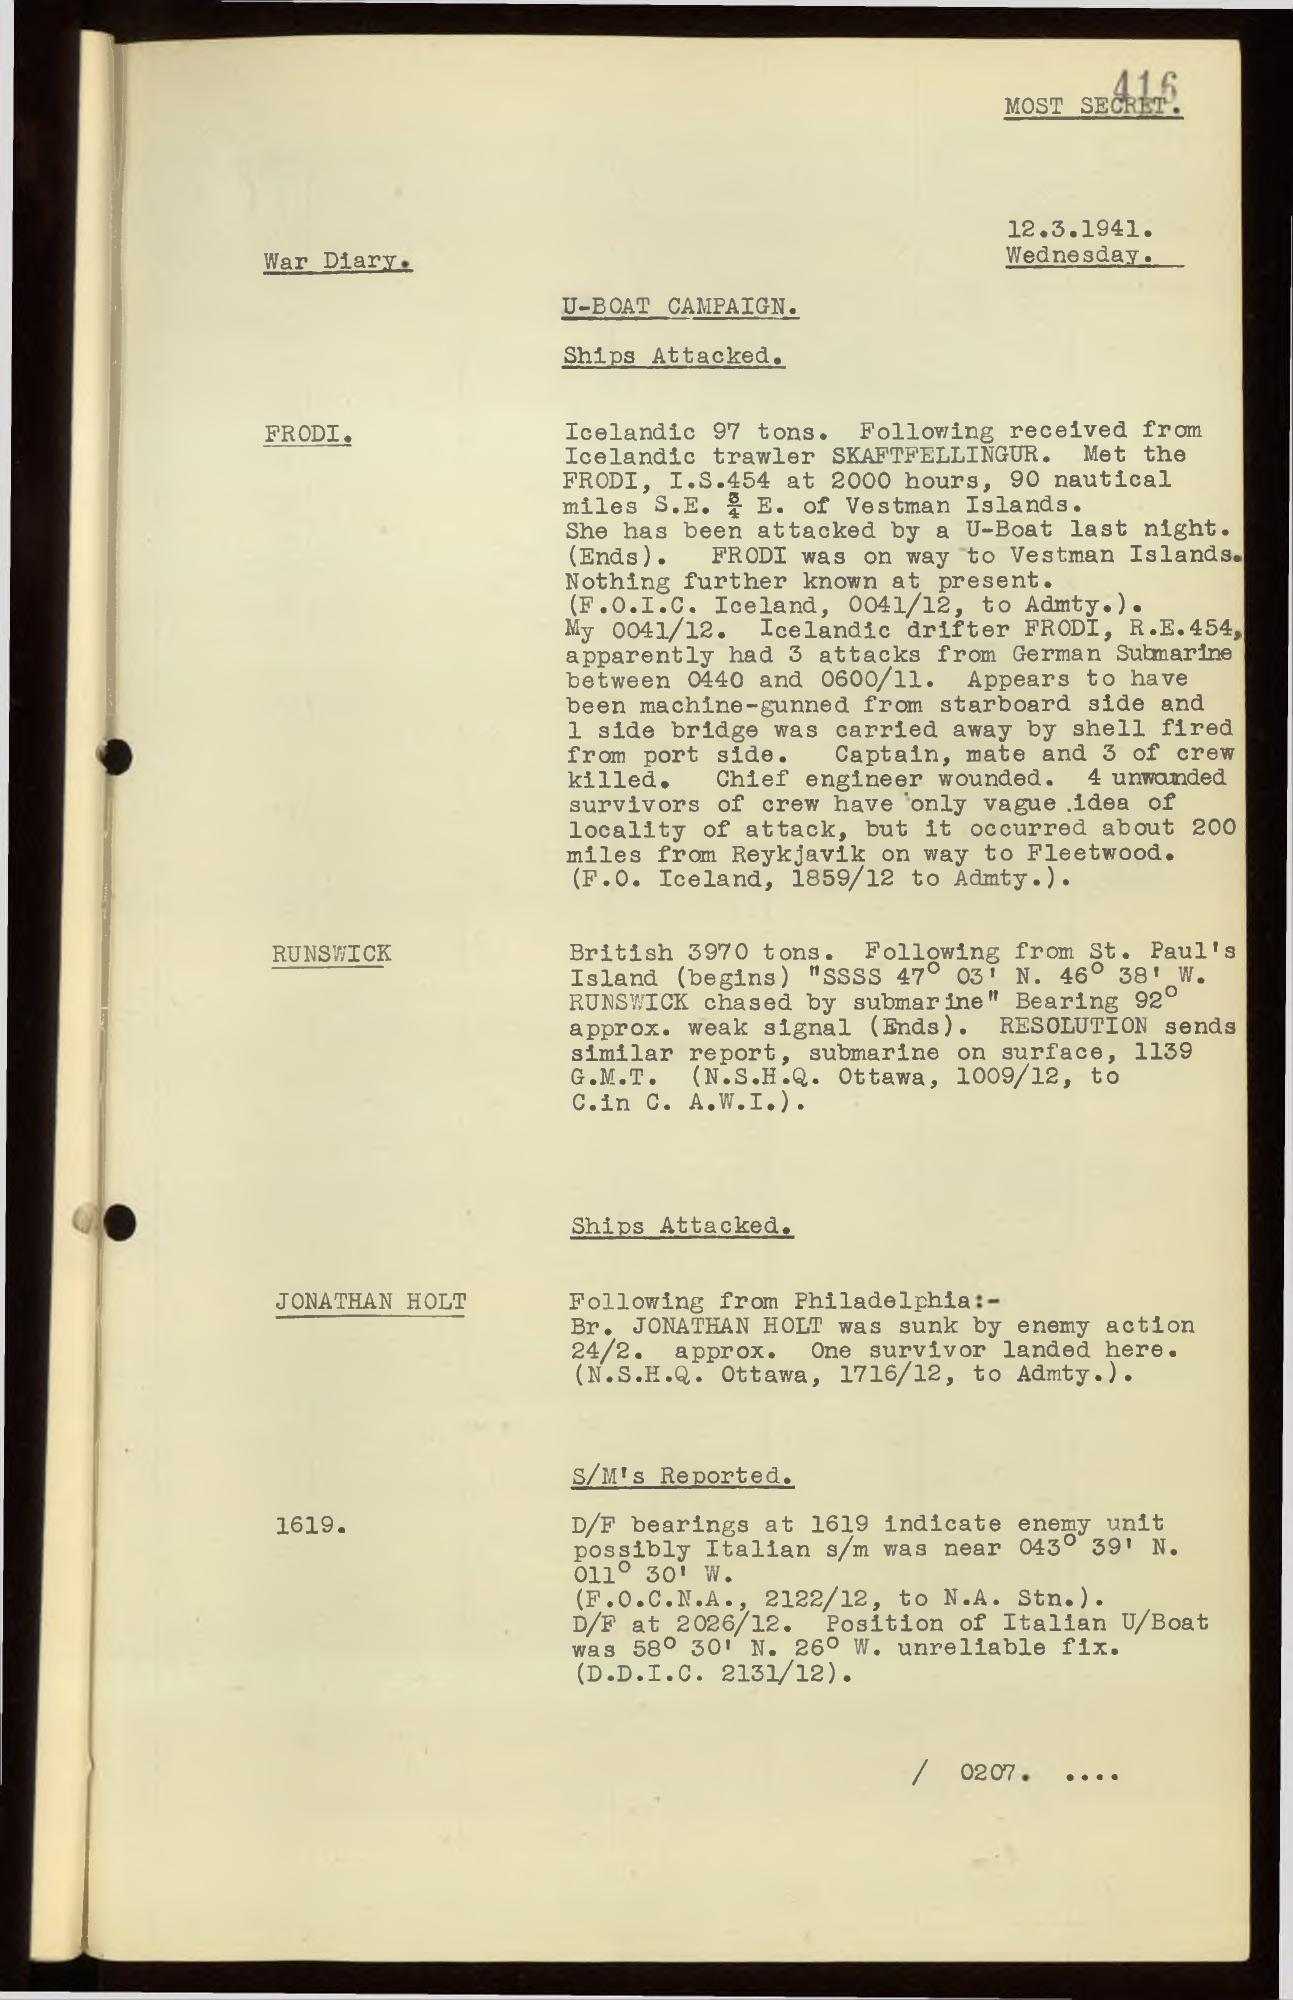 416
MOST SECRET.
12.3.1941.
War Diary.
Wednesday.
U-BOAT CAMPAIGN.
Ships Attacked.
FRODI.
Icelandic 97 tons. Following received from
Icelandic trawler SKAFTFELLINGUR. Met the
FRODI, I.S.454 at 2000 hours, 90 nautical
miles S.E. ¾ E. of Vestman Islands.
She has been attacked by a U-Boat last night.
(Ends). FRODI was on way to Vestman Islands.
Nothing further known at present.
(F.O.I.C. Iceland, 0041/12, to Admty.).
My 0041/12. Icelandic drifter FRODI, R.E.454,
apparently had 3 attacks from German Submarine
between 0440 and 0600/11. Appears to have
been machine-gunned from starboard side and
1 side bridge was carried away by shell fired
from port side. Captain, mate and 3 of crew
killed. Chief engineer wounded. 4 unwounded
survivors of crew have only vague .idea of
locality of attack, but it occurred about 200
miles from Reykjavik on way to Fleetwood.
(F.O. Iceland, 1859/12 to Admty.).
RUNSWICK
British 3970 tons. Following from St. Paul's
Island (begins) "SSSS 47° 03' N. 46° 38' W.
RUNSWICK chased by submarine" Bearing 92°
approx. weak signal (Ends). RESOLUTION sends
similar report, submarine on surface, 1139
G.M.T. (N.S.H.Q. Ottawa, 1009/12, to
C.in C. A.W.I.).
Ships Attacked.
JONATHAN HOLT
Following from Philadelphia:-
Br. JONATHAN HOLT was sunk by enemy action
24/2. approx. One survivor landed here.
(N.S.H.Q. Ottawa, 1716/12, to Admty.).
S/M's Reported.
1619.
D/F bearings at 1619 indicate enemy unit
possibly Italian s/m was near 043° 39' N.
011° 30' W.
(F.O.C.N.A., 2122/12, to N.A. Stn.).
D/F at 2026/12. Position of Italian U/Boat
was 58° 30' N. 26° W. unreliable fix.
(D.D.I.C. 2131/12).
/ 0207. ....